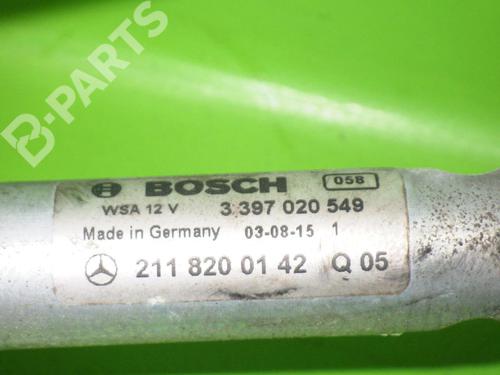 B-PARTS
BOSCH 058
WSA 12 V 3 397 020 549
Made in Germany 03-08-15 1
211 820 01 42 Q 05